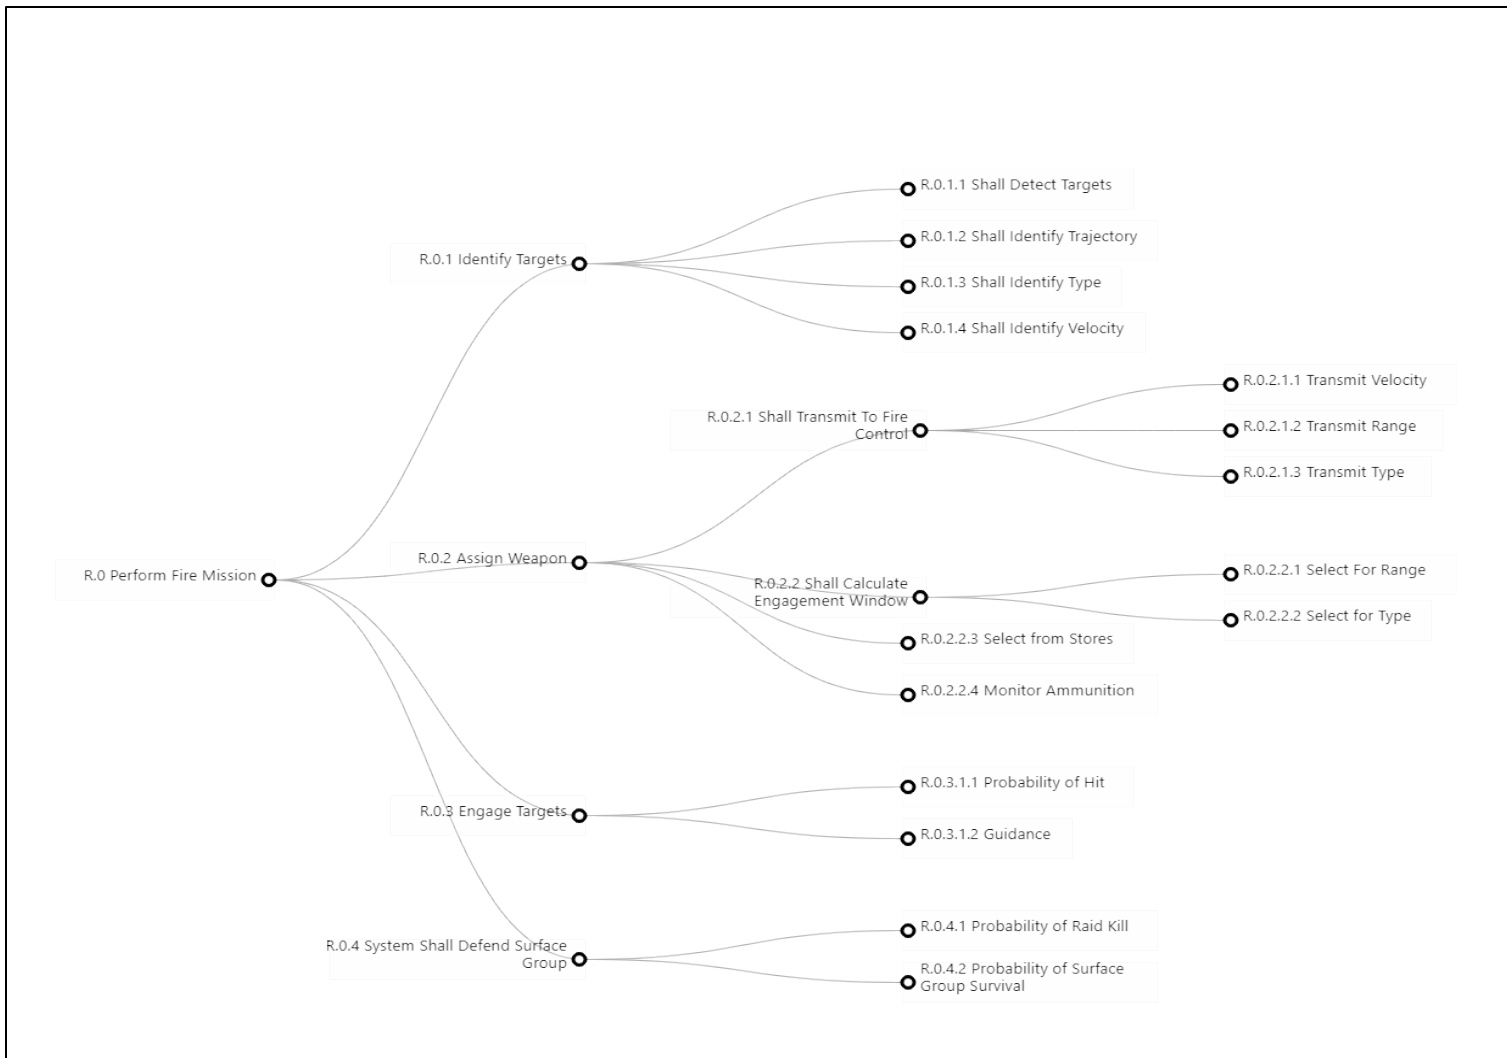 R.0 Perform Fire Mission
R.0.1 Identify Targets
R.0.1.1 Shall Detect Targets
R.0.1.2 Shall Identify Trajectory
R.0.1.3 Shall Identify Type
R.0.1.4 Shall Identify Velocity
R.0.2 Assign Weapon
R.0.2.1 Shall Transmit To Fire
Control
R.0.2.1.1 Transmit Velocity
R.0.2.1.2 Transmit Range
R.0.2.1.3 Transmit Type
R.0.2.2 Shall Calculate
Engagement Window
R.0.2.2.1 Select For Range
R.0.2.2.2 Select for Type
R.0.2.2.3 Select from Stores
R.0.2.2.4 Monitor Ammunition
R.0.3 Engage Targets
R.0.3.1.1 Probability of Hit
R.0.3.1.2 Guidance
R.0.4 System Shall Defend Surface
Group
R.0.4.1 Probability of Raid Kill
R.0.4.2 Probability of Surface
Group Survival